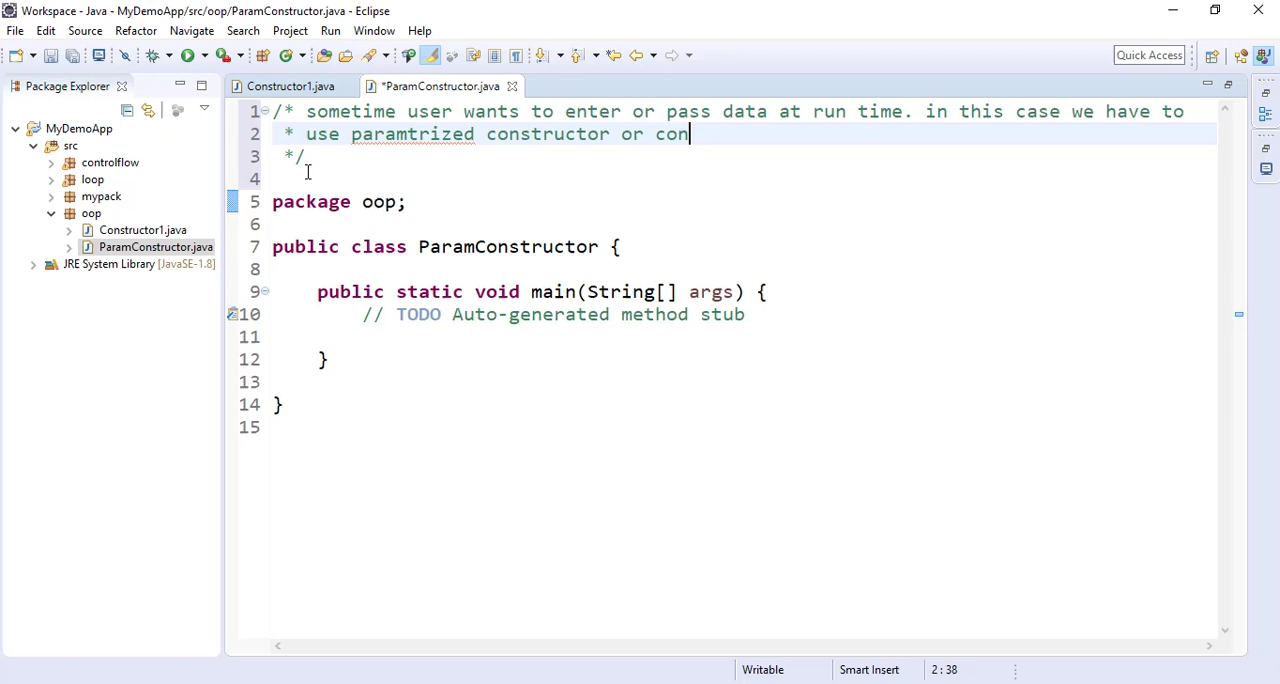 Workspace - Java - MyDemoApp/src/oop/ParamConstructor.java - Eclipse
File Edit Source Refactor Navigate Search Project Run Window Help
Quick Access
Package Explorer
Constructor1.java
*ParamConstructor.java
MyDemoApp
src
controlflow
loop
mypack
oop
Constructor1.java
ParamConstructor.java
JRE System Library [JavaSE-1.8]
1 /* sometime user wants to enter or pass data at run time. in this case we have to
2 * use paramtrized constructor or con
3 */
4
5 package oop;
6
7 public class ParamConstructor {
8
9 public static void main(String[] args) {
10 // TODO Auto-generated method stub
11
12 }
13
14 }
15
Writable Smart Insert 2 : 38